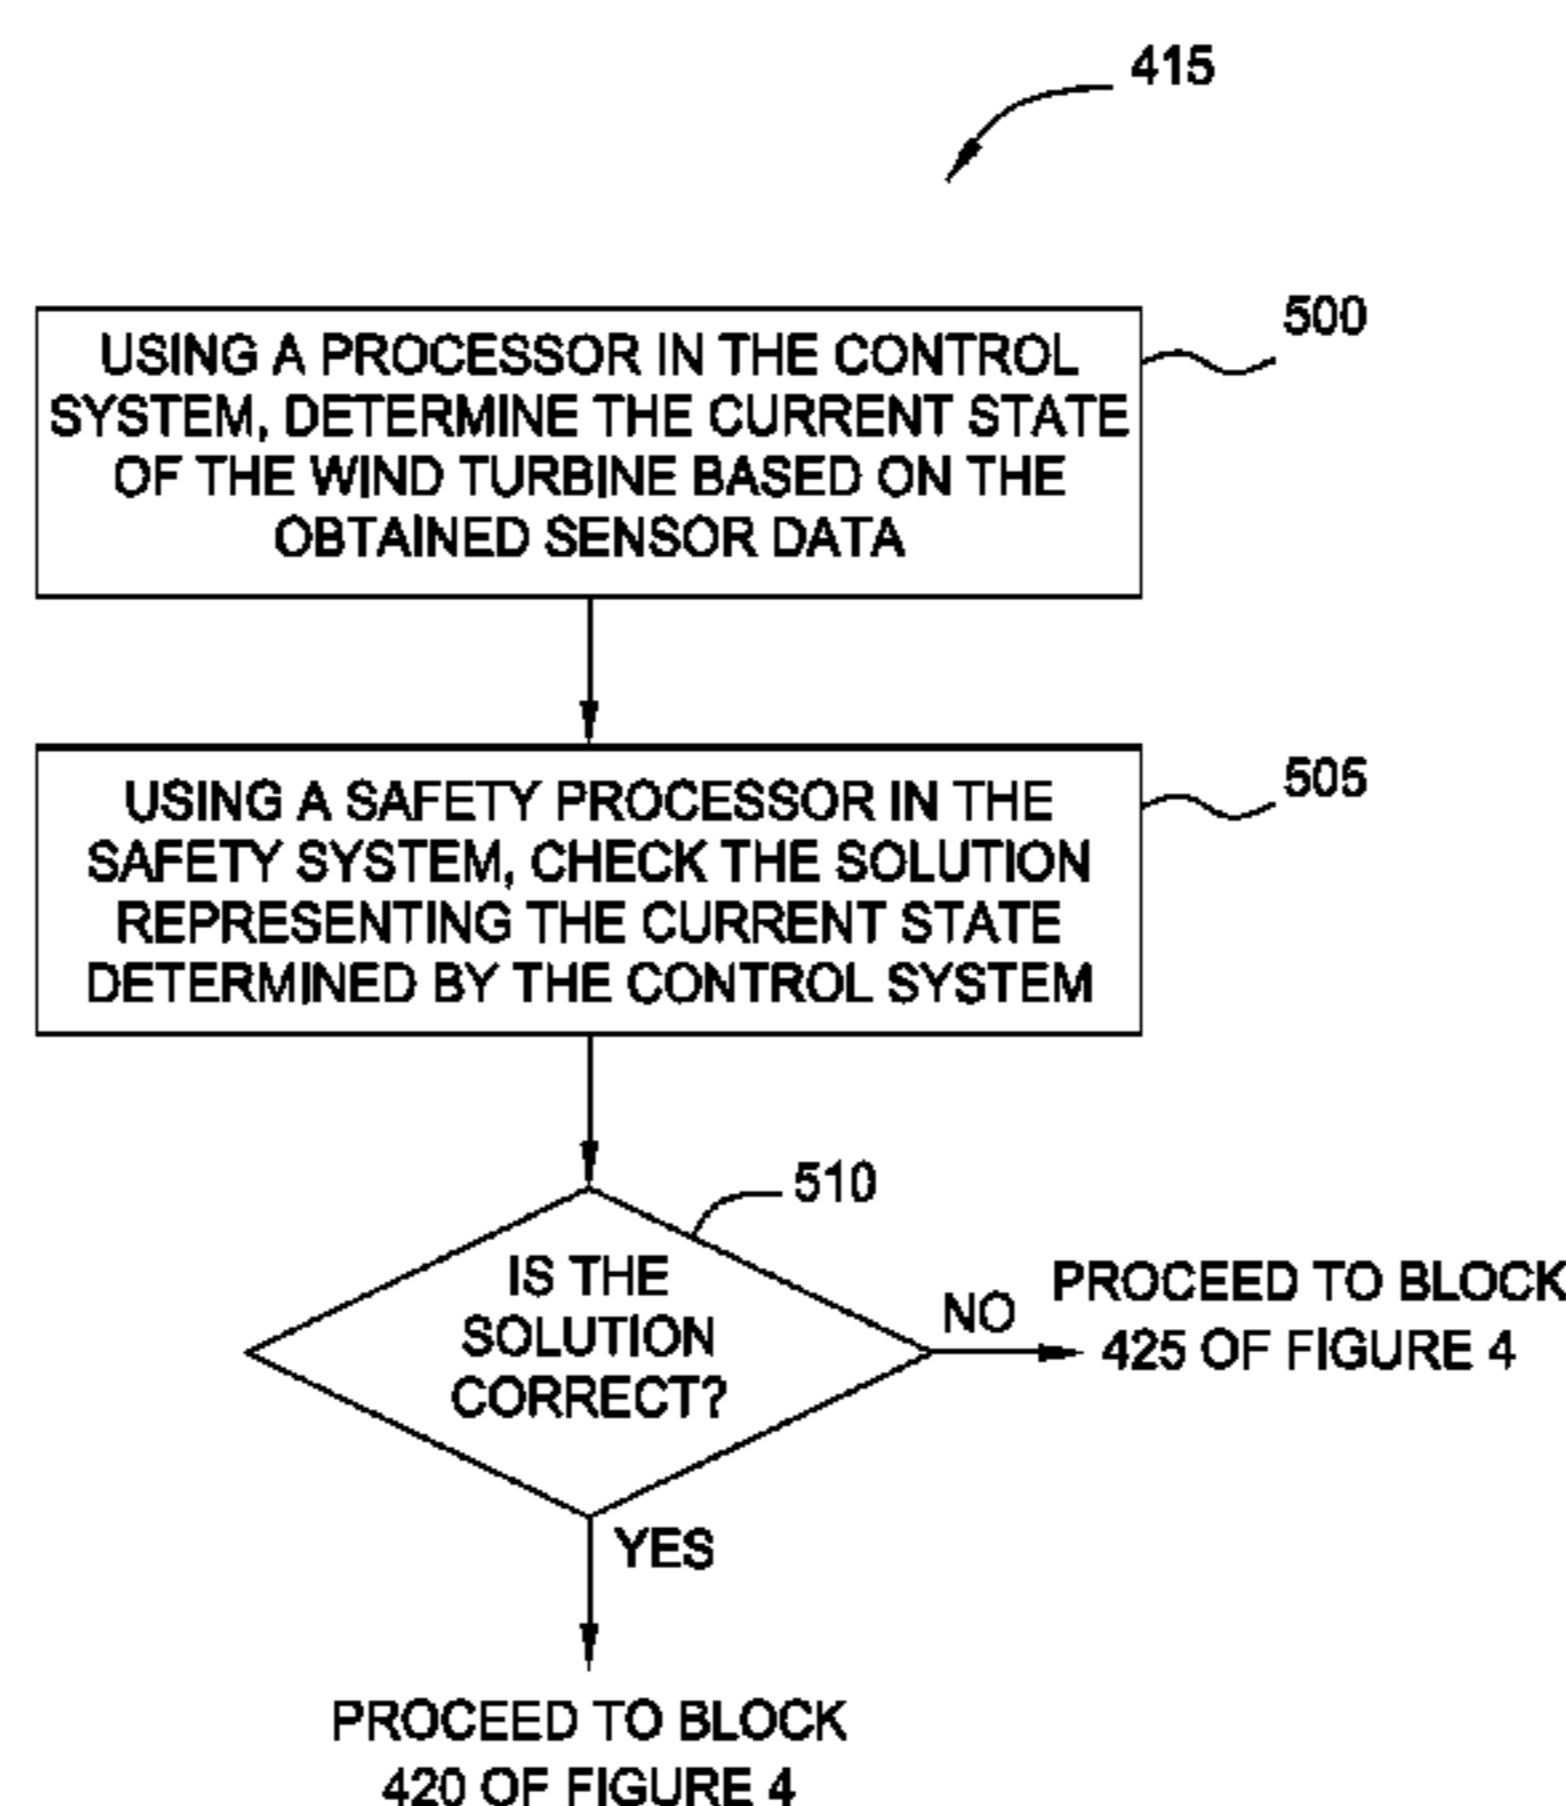 415
500
USING A PROCESSOR IN THE CONTROL
SYSTEM, DETERMINE THE CURRENT STATE
OF THE WIND TURBINE BASED ON THE
OBTAINED SENSOR DATA
505
USING A SAFETY PROCESSOR IN THE
SAFETY SYSTEM, CHECK THE SOLUTION
REPRESENTING THE CURRENT STATE
DETERMINED BY THE CONTROL SYSTEM
510
IS THE
SOLUTION
CORRECT?
NO
PROCEED TO BLOCK
425 OF FIGURE 4
YES
PROCEED TO BLOCK
420 OF FIGURE 4